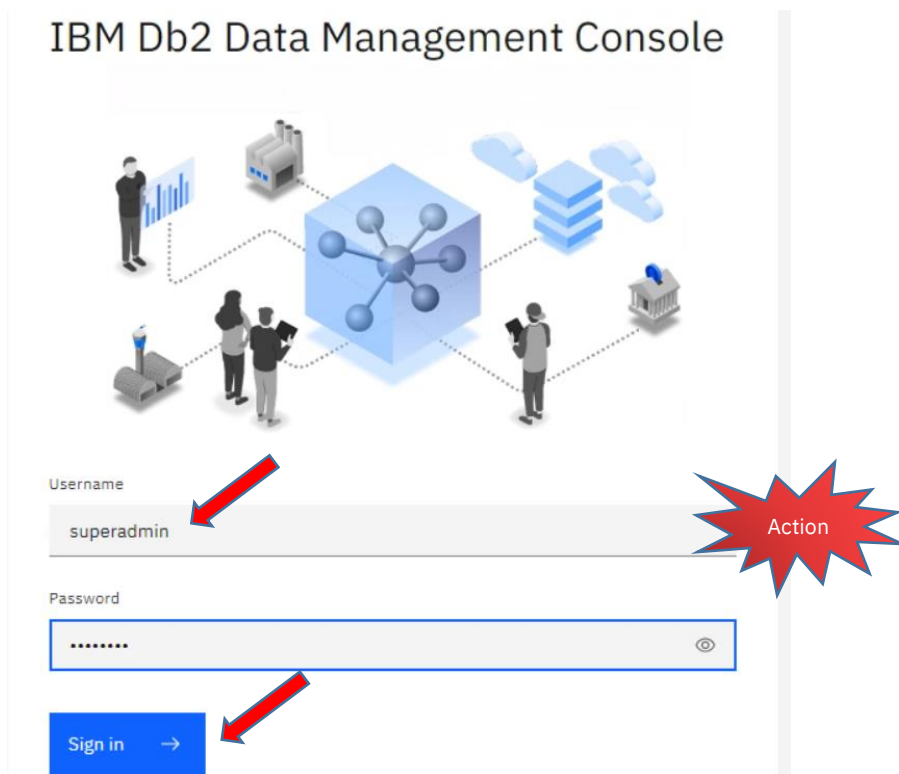 IBM Db2 Data Management Console
Username
superadmin
Action
Password
••••••••
Sign in →